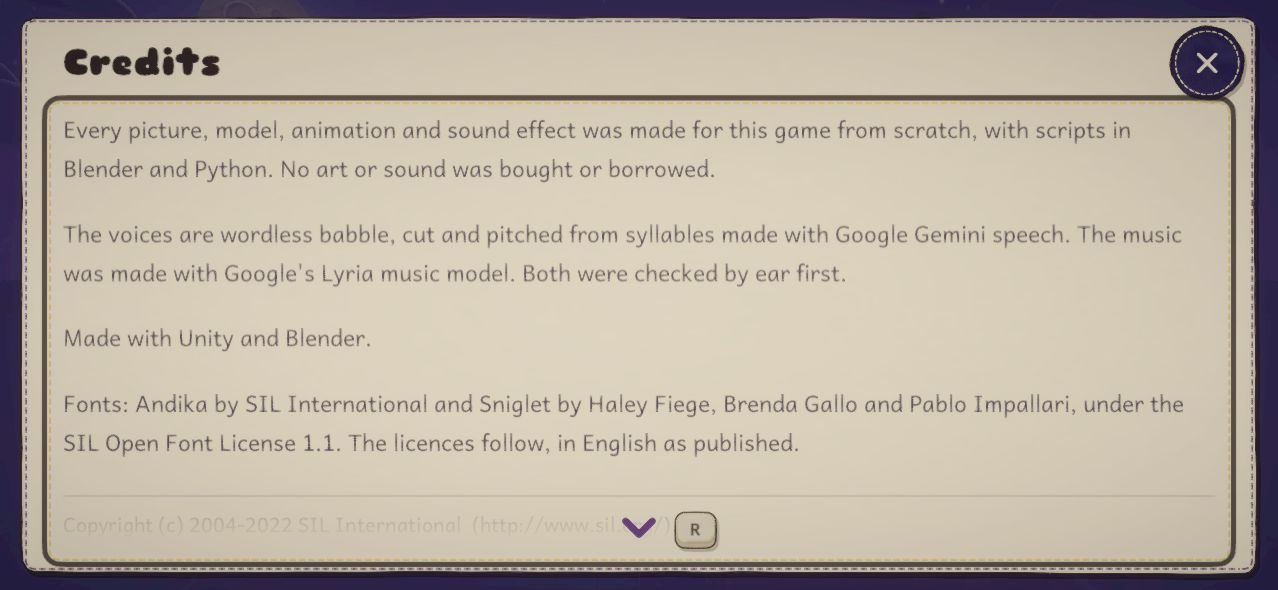 Credits
Every picture, model, animation and sound effect was made for this game from scratch, with scripts in
Blender and Python. No art or sound was bought or borrowed.
The voices are wordless babble, cut and pitched from syllables made with Google Gemini speech. The music
was made with Google's Lyria music model. Both were checked by ear first.
Made with Unity and Blender.
Fonts: Andika by SIL International and Sniglet by Haley Fiege, Brenda Gallo and Pablo Impallari, under the
SIL Open Font License 1.1. The licences follow, in English as published.
Copyright (c) 2004-2022 SIL International (http://www.sil. /)
R